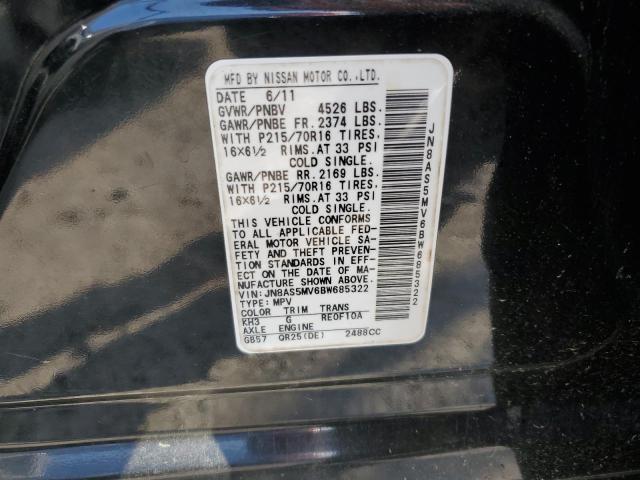 MFD BY NISSAN MOTOR CO.,LTD.
DATE 6/11
GVWR/PNBV 4526 LBS.
GAWR/PNBE FR. 2374 LBS.
WITH P215/70R16 TIRES,
16X6½ RIMS.AT 33 PSI
COLD SINGLE.
GAWR/PNBE RR. 2169 LBS.
WITH P215/70R16 TIRES,
16X6½ RIMS.AT 33 PSI
COLD SINGLE.
THIS VEHICLE CONFORMS
TO ALL APPLICABLE FED-
ERAL MOTOR VEHICLE SA-
FETY AND THEFT PREVEN-
TION STANDARDS IN EFF-
ECT ON THE DATE OF MA-
NUFACTURE SHOWN ABOVE.
VIN:JN8AS5MV6BW685322
TYPE: MPV
COLOR TRIM TRANS
KH3 G RE0F10A
AXLE ENGINE
GB57 QR25(DE) 2488CC
JN8AS5MV6BW685322